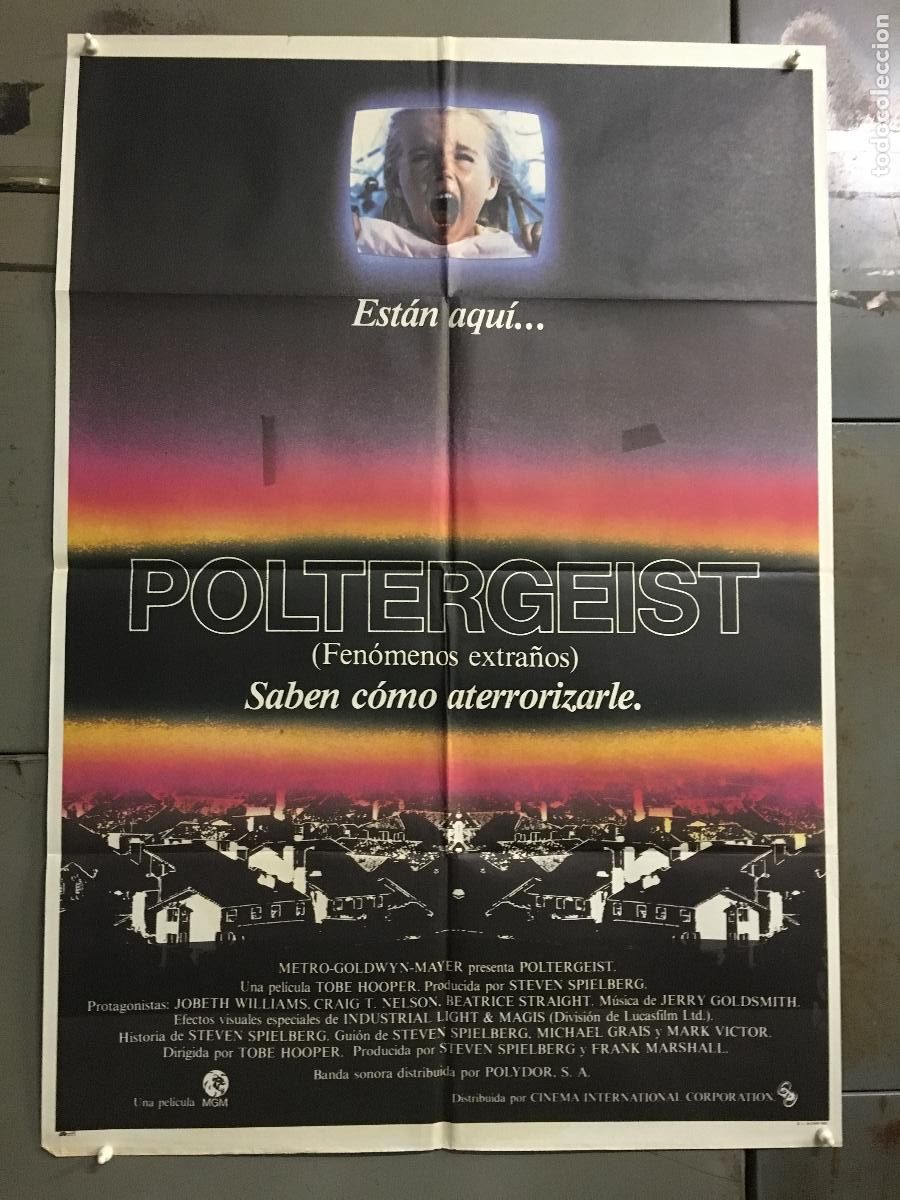 todocoleccion
Están aquí...
POLTERGEIST
(Fenómenos extraños)
Saben cómo aterrorizarle.
METRO-GOLDWYN-MAYER presenta POLTERGEIST.
Una película TOBE HOOPER. Producida por STEVEN SPIELBERG.
Protagonistas: JOBETH WILLIAMS, CRAIG T. NELSON, BEATRICE STRAIGHT. Música de JERRY GOLDSMITH.
Efectos visuales especiales de INDUSTRIAL LIGHT & MAGIS (División de Lucasfilm Ltd.).
Historia de STEVEN SPIELBERG. Guión de STEVEN SPIELBERG, MICHAEL GRAIS y MARK VICTOR.
Dirigida por TOBE HOOPER. Producida por STEVEN SPIELBERG y FRANK MARSHALL.
Banda sonora distribuida por POLYDOR, S. A.
Una película MGM
Distribuida por CINEMA INTERNATIONAL CORPORATION